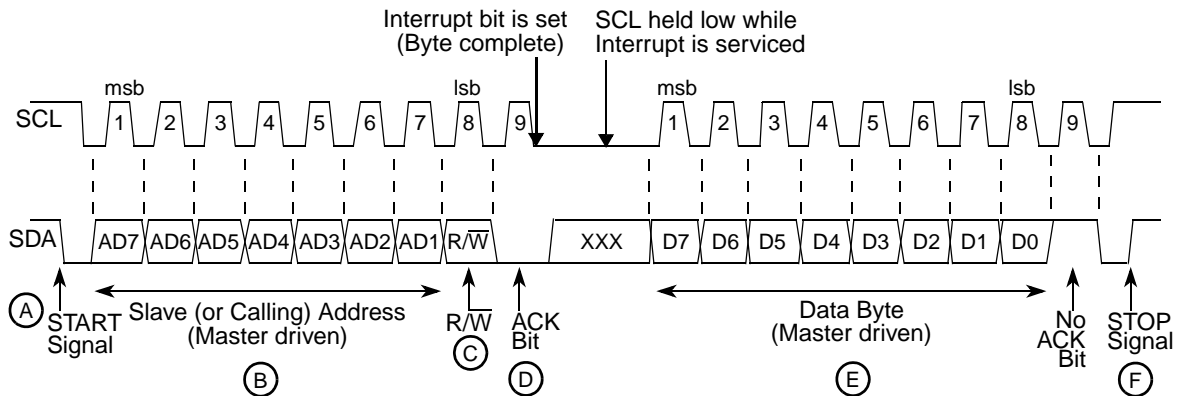 Interrupt bit is set
(Byte complete)
SCL held low while
Interrupt is serviced
msb
lsb
msb
lsb
SCL
1 2 3 4 5 6 7 8 9
1 2 3 4 5 6 7 8 9
SDA
AD7 AD6 AD5 AD4 AD3 AD2 AD1 R/W̅
XXX
D7 D6 D5 D4 D3 D2 D1 D0
A
START
Signal
Slave (or Calling) Address
(Master driven)
B
R/W̅
C
ACK
Bit
D
Data Byte
(Master driven)
E
No
ACK
Bit
STOP
Signal
F